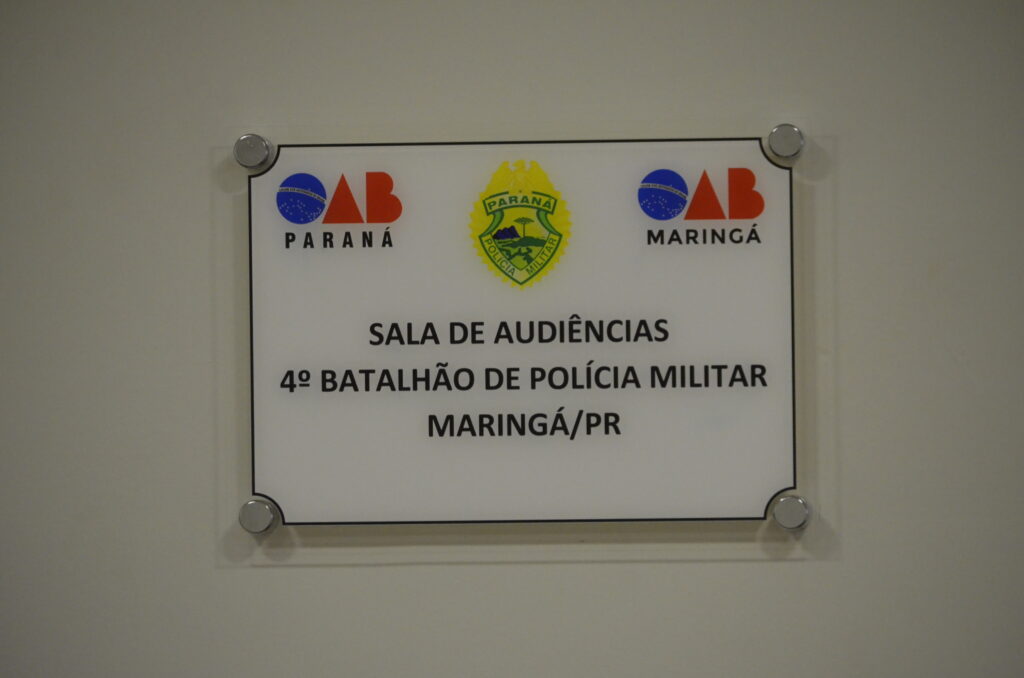 OAB
PARANÁ
PARANÁ
POLÍCIA MILITAR
OAB
MARINGÁ
SALA DE AUDIÊNCIAS
4º BATALHÃO DE POLÍCIA MILITAR
MARINGÁ/PR